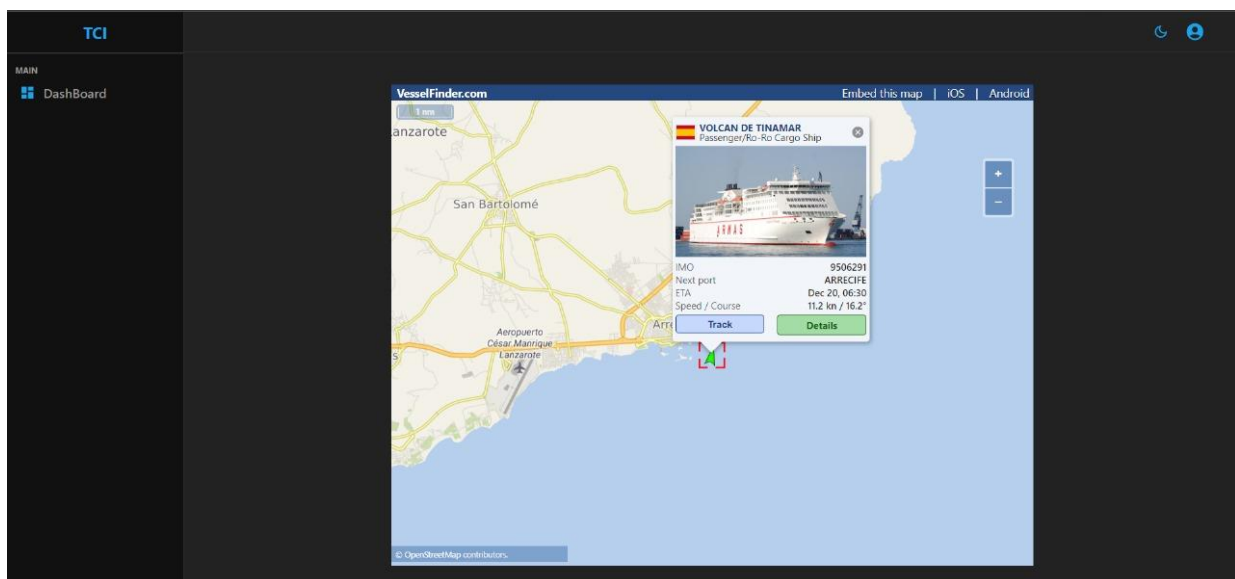 TCI
MAIN
DashBoard
VesselFinder.com
Embed this map | iOS | Android
1 nm
anzarote
San Bartolomé
Aeropuerto
César Manrique
Lanzarote
s
Arre
VOLCAN DE TINAMAR
Passenger/Ro-Ro Cargo Ship
ARMAS
IMO 9506291
Next port ARRECIFE
ETA Dec 20, 06:30
Speed / Course 11.2 kn / 16.2°
Track Details
+
−
© OpenStreetMap contributors.